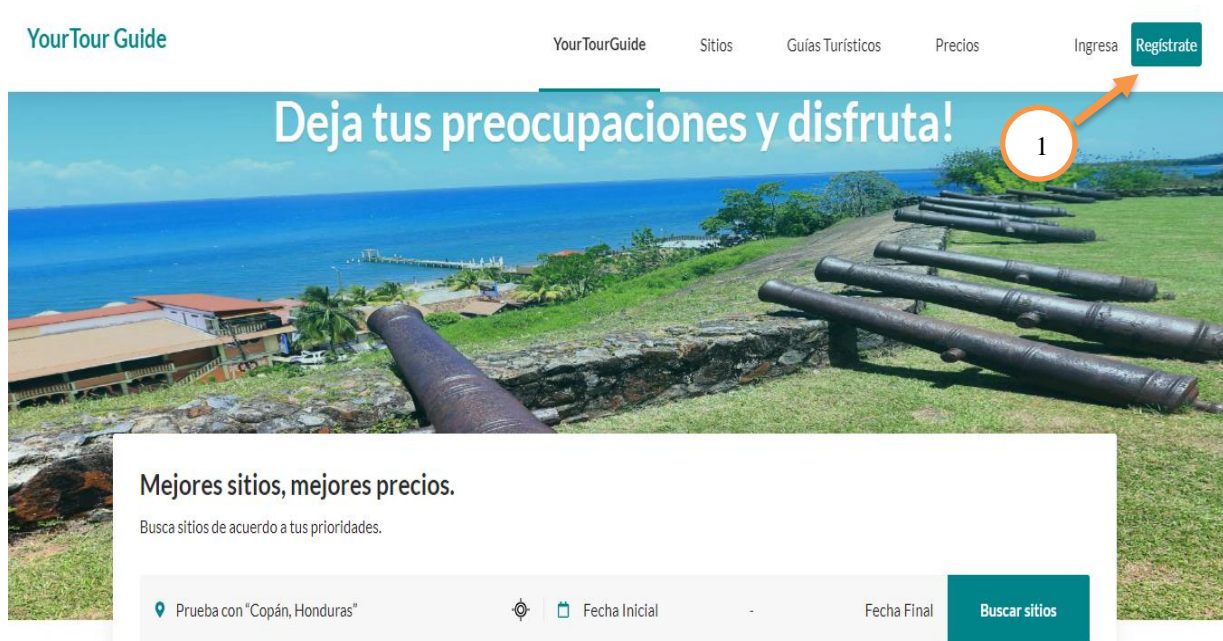 YourTour Guide
YourTourGuide Sitios Guías Turísticos Precios Ingresa Regístrate
Deja tus preocupaciones y disfruta!
1
Mejores sitios, mejores precios.
Busca sitios de acuerdo a tus prioridades.
Prueba con "Copán, Honduras" Fecha Inicial - Fecha Final Buscar sitios